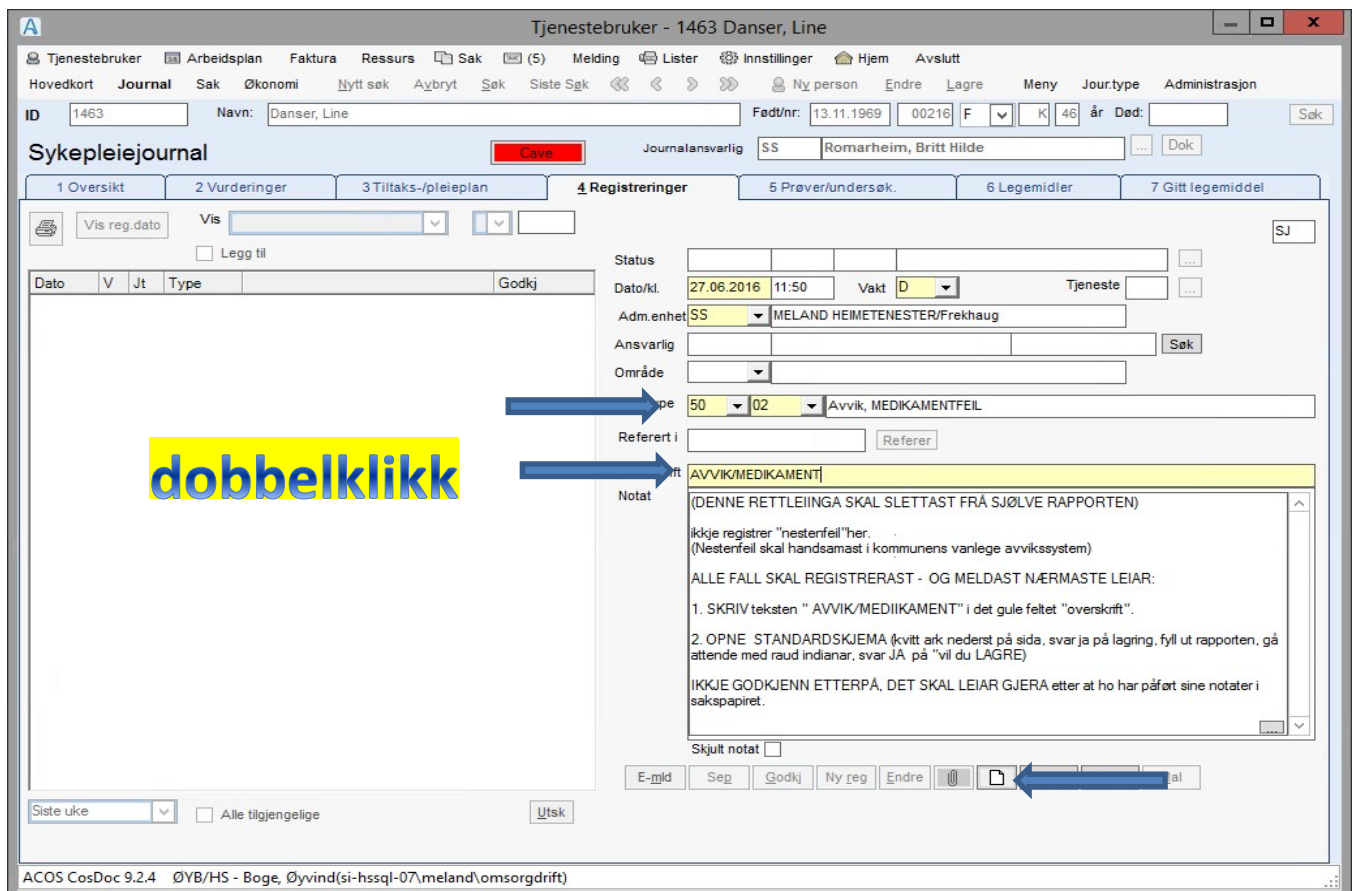 Tjenestebruker - 1463 Danser, Line
Tjenestebruker Arbeidsplan Faktura Ressurs Sak (5) Melding Lister Innstillinger Hjem Avslutt
Hovedkort Journal Sak Økonomi Nytt søk Avbryt Søk Siste Søk Ny person Endre Lagre Meny Jour.type Administrasjon
ID 1463 Navn: Danser, Line Født/nr: 13.11.1969 00216 F K 46 år Død: Søk
Sykepleiejournal Cave Journalansvarlig SS Romarheim, Britt Hilde ... Dok
1 Oversikt 2 Vurderinger 3 Tiltaks-/pleieplan 4 Registreringer 5 Prøver/undersøk. 6 Legemidler 7 Gitt legemiddel
Vis reg.dato Vis SJ
Legg til
Status ...
Dato V Jt Type Godkj
Dato/kl. 27.06.2016 11:50 Vakt D Tjeneste ...
Adm.enhet SS MELAND HEIMETENESTER/Frekhaug
Ansvarlig Søk
Område
pe 50 02 Avvik, MEDIKAMENTFEIL
Referert i Referer
dobbelklikk
ft AVVIK/MEDIKAMENT
Notat
(DENNE RETTLEIINGA SKAL SLETTAST FRÅ SJØLVE RAPPORTEN)
ikkje registrer "nestenfeil"her.
(Nestenfeil skal handsamast i kommunens vanlege avvikssystem)
ALLE FALL SKAL REGISTRERAST - OG MELDAST NÆRMASTE LEIAR:
1. SKRIV teksten " AVVIK/MEDIIKAMENT" i det gule feltet "overskrift".
2. OPNE STANDARDSKJEMA (kvitt ark nederst på sida, svar ja på lagring, fyll ut rapporten, gå
attende med raud indianar, svar JA på "vil du LAGRE)
IKKJE GODKJENN ETTERPÅ, DET SKAL LEIAR GJERA etter at ho har påført sine notater i
sakspapiret.
...
Skjult notat
E-mld Sep Godkj Ny reg Endre al
Siste uke Alle tilgjengelige Utsk
ACOS CosDoc 9.2.4 ØYB/HS - Boge, Øyvind(si-hssql-07\meland\omsorgdrift)